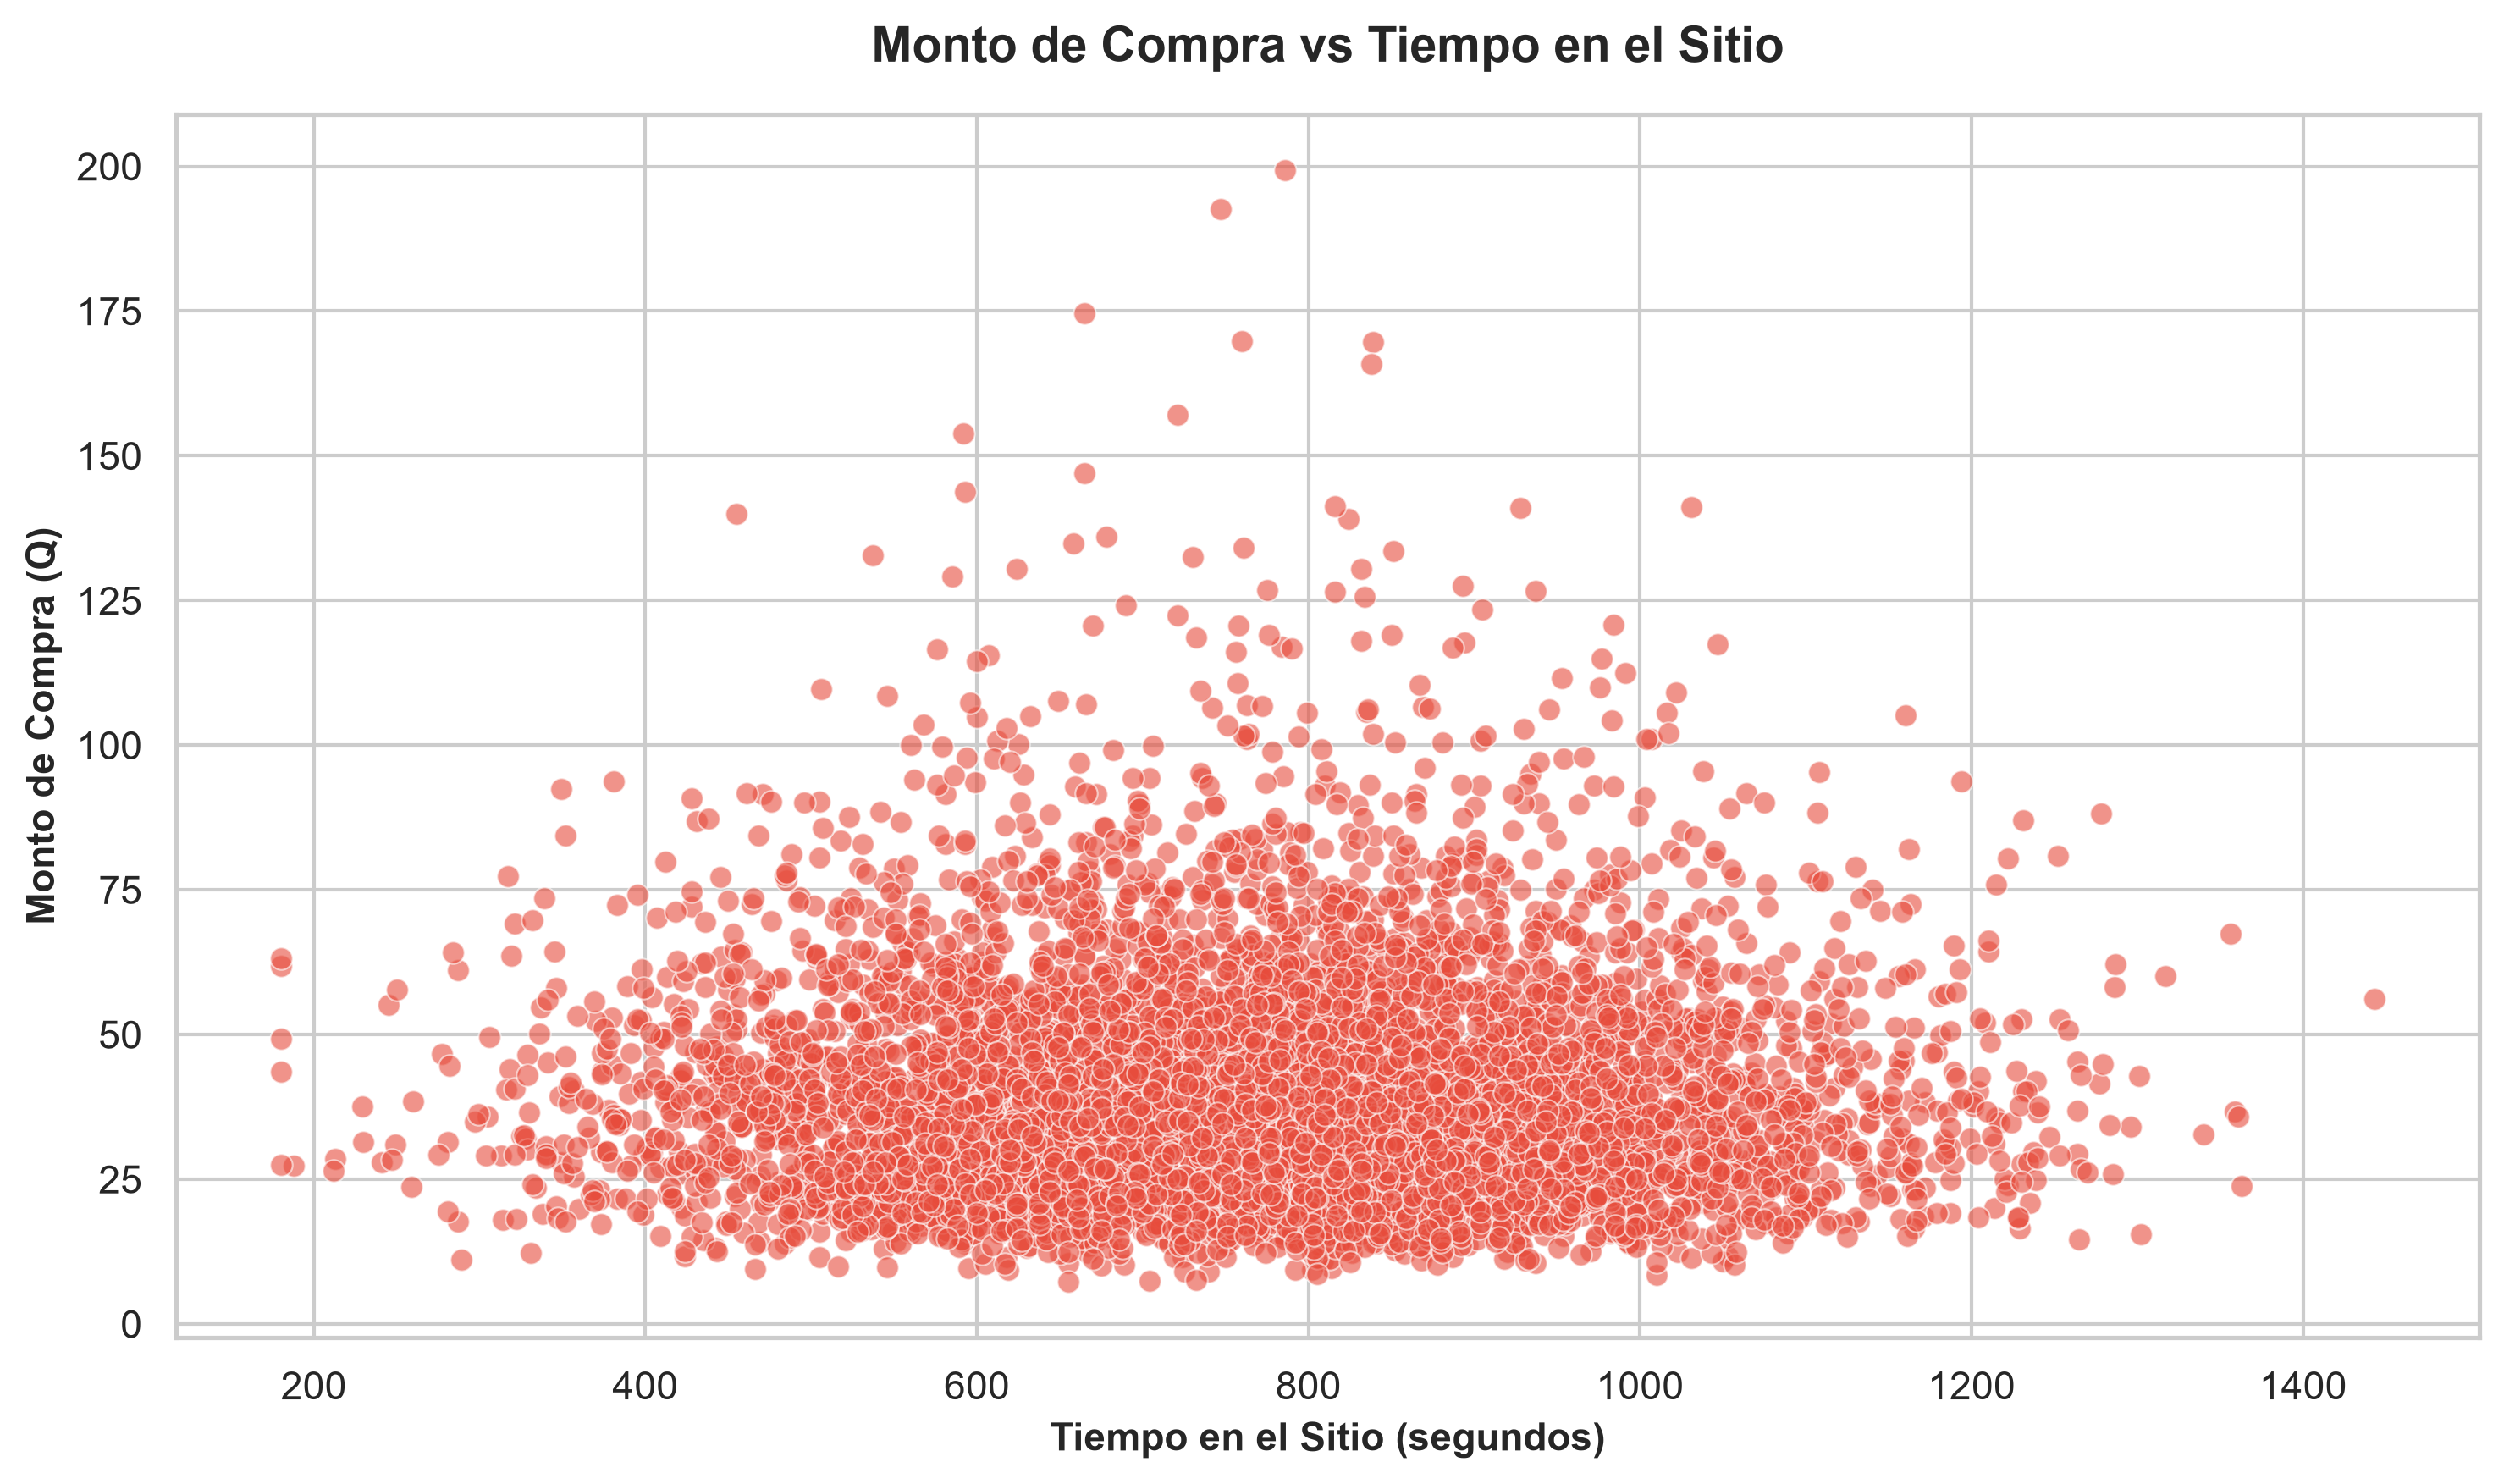 Monto de Compra vs Tiempo en el Sitio
Monto de Compra (Q)
200
175
150
125
100
75
50
25
0
200 400 600 800 1000 1200 1400
Tiempo en el Sitio (segundos)